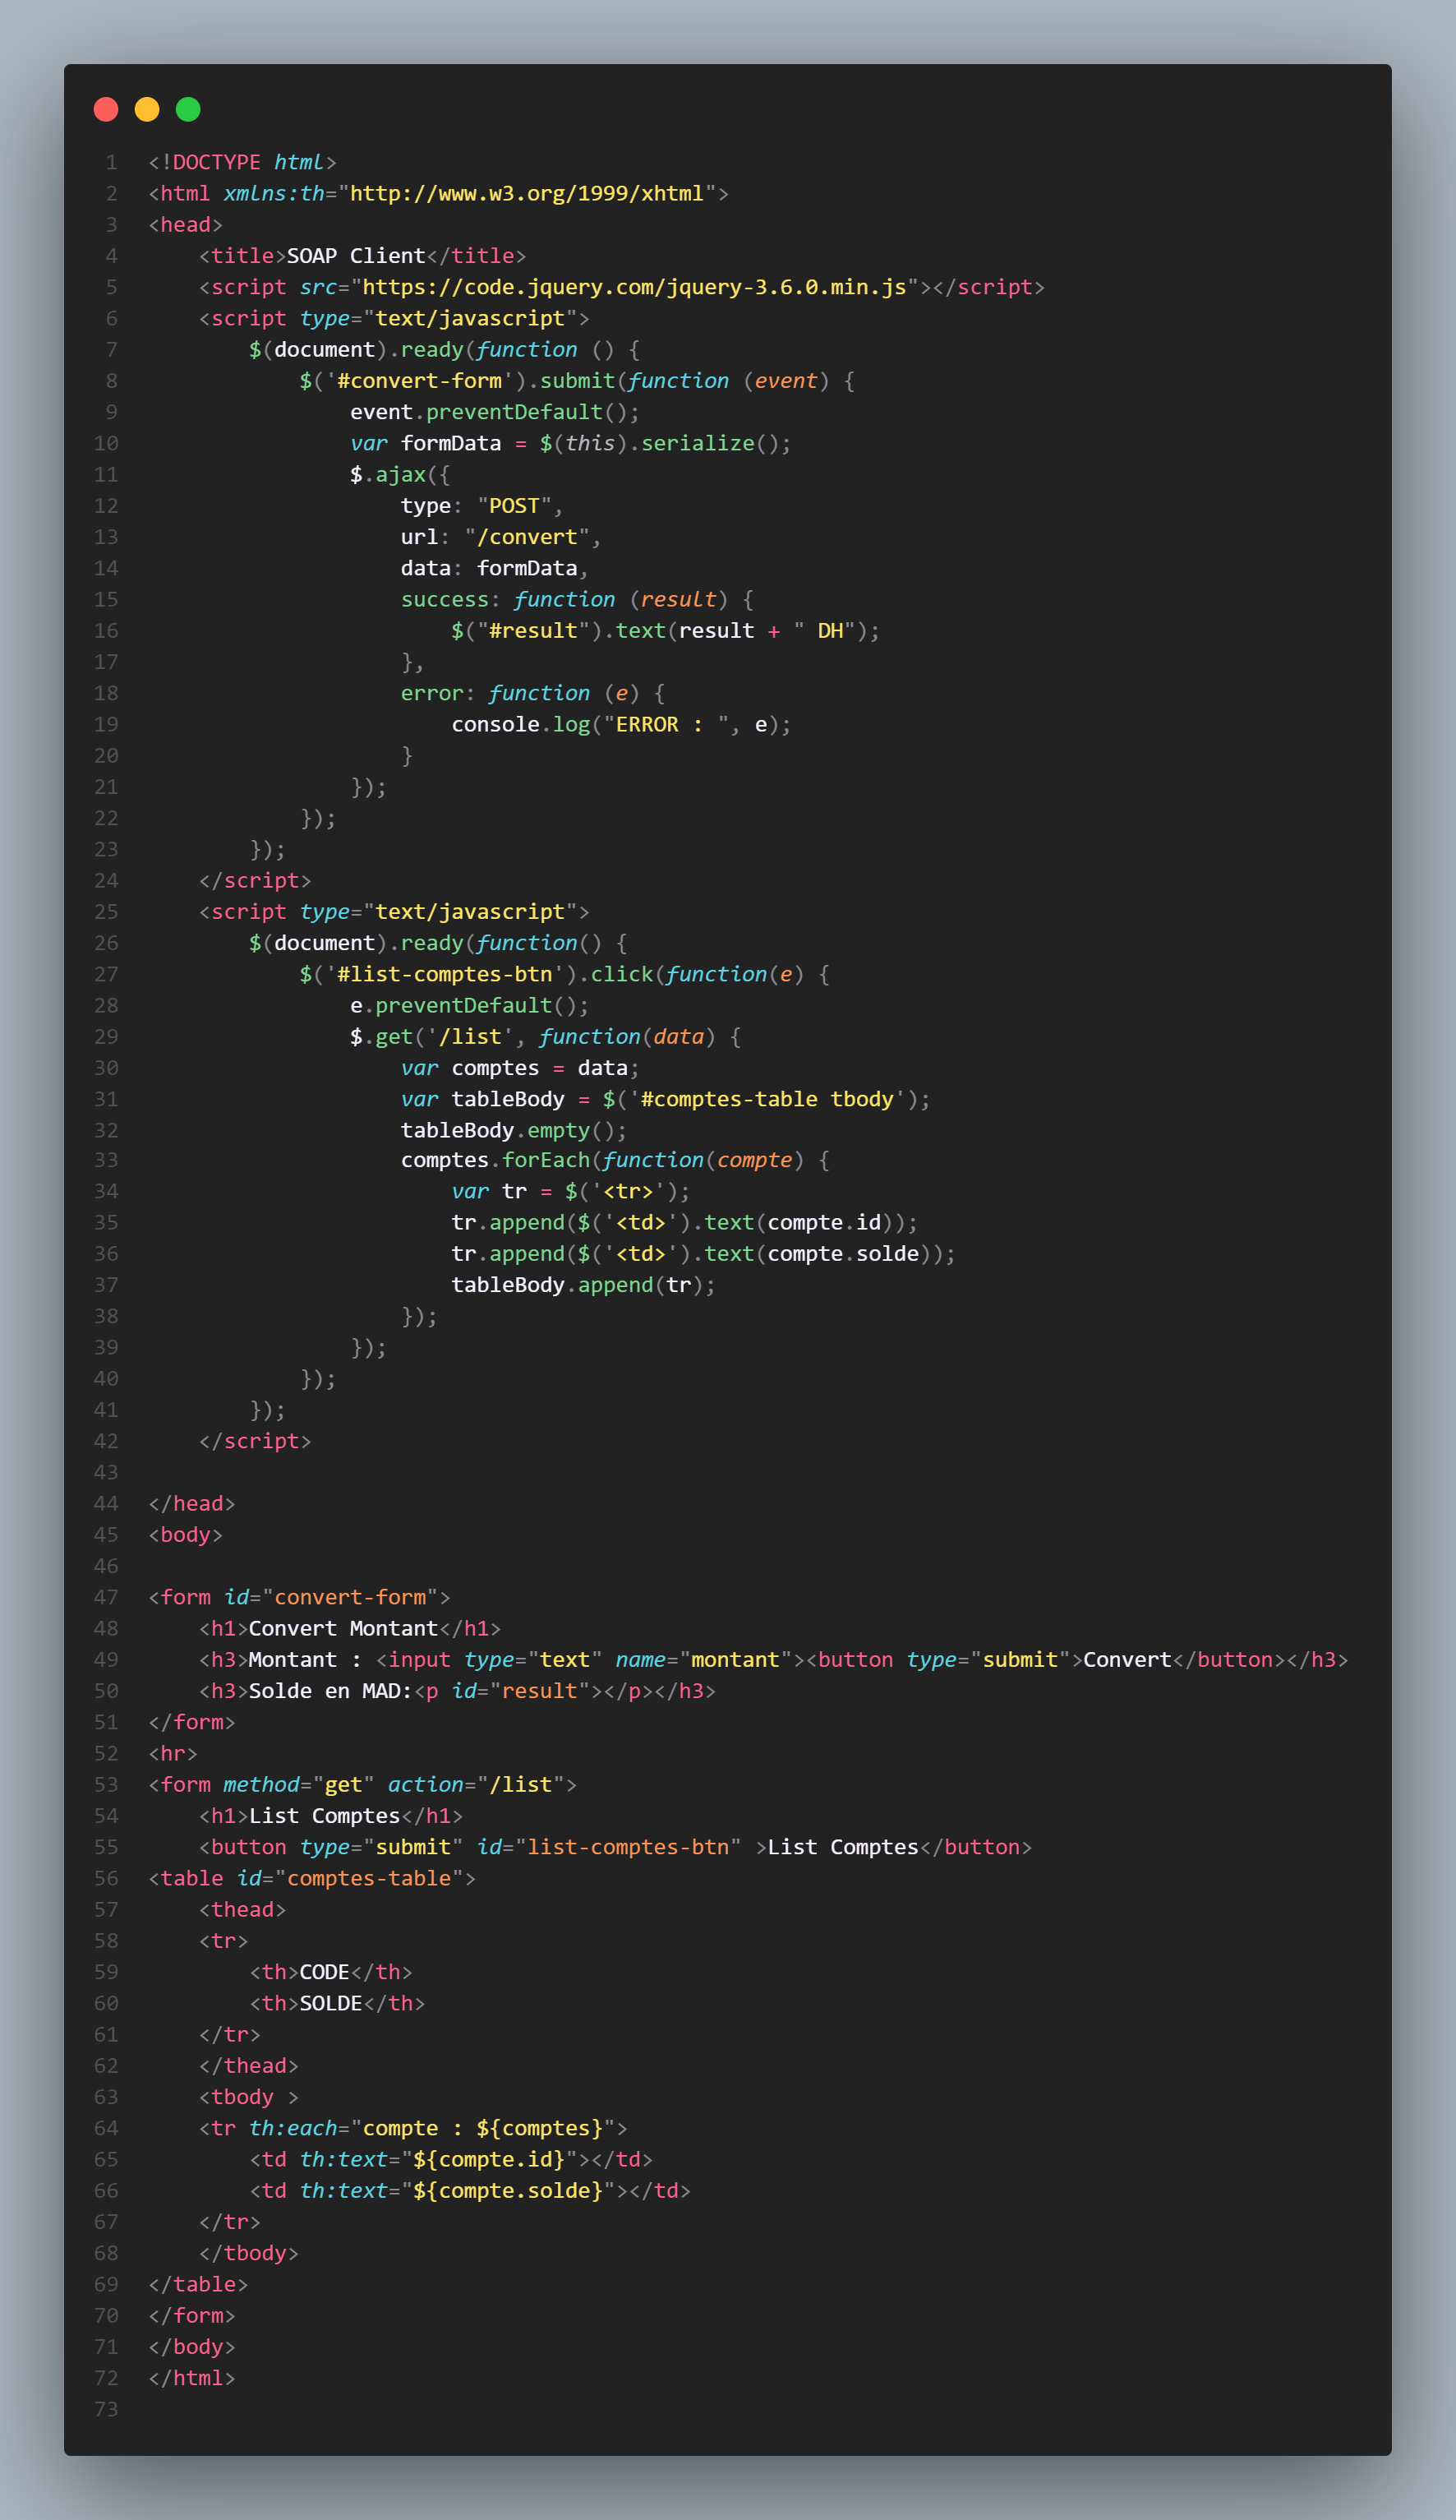 1 <!DOCTYPE html>
2 <html xmlns:th="http://www.w3.org/1999/xhtml">
3 <head>
4     <title>SOAP Client</title>
5     <script src="https://code.jquery.com/jquery-3.6.0.min.js"></script>
6     <script type="text/javascript">
7         $(document).ready(function () {
8             $('#convert-form').submit(function (event) {
9                 event.preventDefault();
10                 var formData = $(this).serialize();
11                 $.ajax({
12                     type: "POST",
13                     url: "/convert",
14                     data: formData,
15                     success: function (result) {
16                         $("#result").text(result + " DH");
17                     },
18                     error: function (e) {
19                         console.log("ERROR : ", e);
20                     }
21                 });
22             });
23         });
24     </script>
25     <script type="text/javascript">
26         $(document).ready(function() {
27             $('#list-comptes-btn').click(function(e) {
28                 e.preventDefault();
29                 $.get('/list', function(data) {
30                     var comptes = data;
31                     var tableBody = $('#comptes-table tbody');
32                     tableBody.empty();
33                     comptes.forEach(function(compte) {
34                         var tr = $('<tr>');
35                         tr.append($('<td>').text(compte.id));
36                         tr.append($('<td>').text(compte.solde));
37                         tableBody.append(tr);
38                     });
39                 });
40             });
41         });
42     </script>
43
44 </head>
45 <body>
46
47 <form id="convert-form">
48     <h1>Convert Montant</h1>
49     <h3>Montant : <input type="text" name="montant"><button type="submit">Convert</button></h3>
50     <h3>Solde en MAD:<p id="result"></p></h3>
51 </form>
52 <hr>
53 <form method="get" action="/list">
54     <h1>List Comptes</h1>
55     <button type="submit" id="list-comptes-btn" >List Comptes</button>
56 <table id="comptes-table">
57     <thead>
58     <tr>
59         <th>CODE</th>
60         <th>SOLDE</th>
61     </tr>
62     </thead>
63     <tbody >
64     <tr th:each="compte : ${comptes}">
65         <td th:text="${compte.id}"></td>
66         <td th:text="${compte.solde}"></td>
67     </tr>
68     </tbody>
69 </table>
70 </form>
71 </body>
72 </html>
73